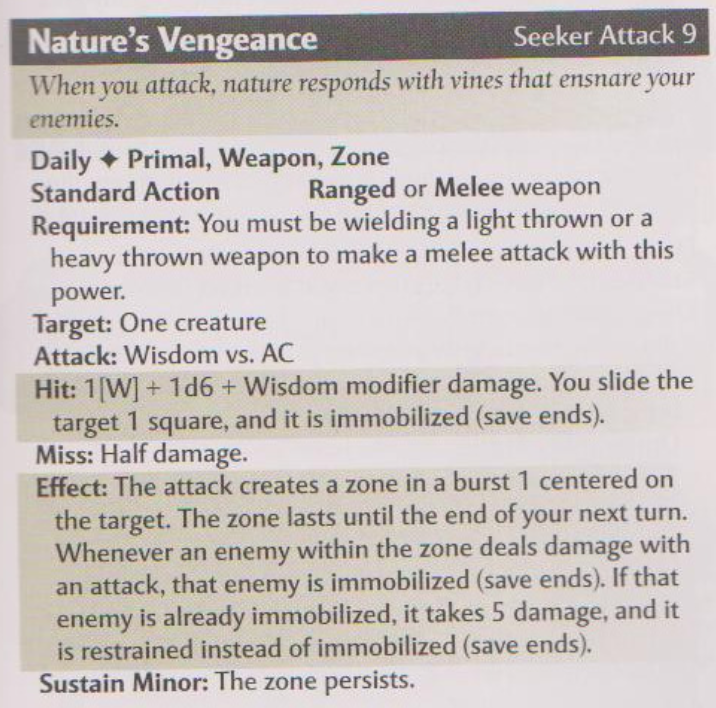 Nature's Vengeance Seeker Attack 9
When you attack, nature responds with vines that ensnare your
enemies.
Daily ✦ Primal, Weapon, Zone
Standard Action Ranged or Melee weapon
Requirement: You must be wielding a light thrown or a
heavy thrown weapon to make a melee attack with this
power.
Target: One creature
Attack: Wisdom vs. AC
Hit: 1[W] + 1d6 + Wisdom modifier damage. You slide the
target 1 square, and it is immobilized (save ends).
Miss: Half damage.
Effect: The attack creates a zone in a burst 1 centered on
the target. The zone lasts until the end of your next turn.
Whenever an enemy within the zone deals damage with
an attack, that enemy is immobilized (save ends). If that
enemy is already immobilized, it takes 5 damage, and it
is restrained instead of immobilized (save ends).
Sustain Minor: The zone persists.